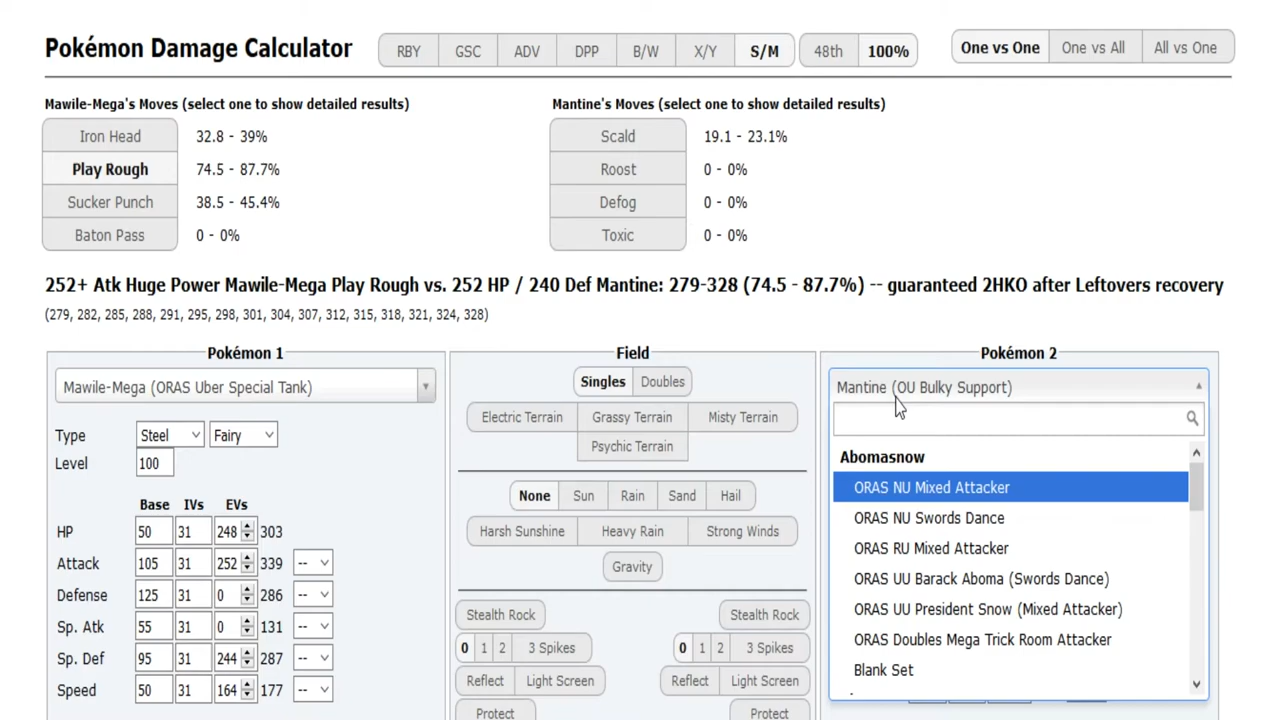 Pokémon Damage Calculator
RBY GSC ADV DPP B/W X/Y S/M 48th 100% One vs One One vs All All vs One
Mawile-Mega's Moves (select one to show detailed results)
Iron Head 32.8 - 39%
Play Rough 74.5 - 87.7%
Sucker Punch 38.5 - 45.4%
Baton Pass 0 - 0%
Mantine's Moves (select one to show detailed results)
Scald 19.1 - 23.1%
Roost 0 - 0%
Defog 0 - 0%
Toxic 0 - 0%
252+ Atk Huge Power Mawile-Mega Play Rough vs. 252 HP / 240 Def Mantine: 279-328 (74.5 - 87.7%) -- guaranteed 2HKO after Leftovers recovery
(279, 282, 285, 288, 291, 295, 298, 301, 304, 307, 312, 315, 318, 321, 324, 328)
Pokémon 1
Mawile-Mega (ORAS Uber Special Tank)
Type Steel Fairy
Level 100
Base IVs EVs
HP 50 31 248 303
Attack 105 31 252 339 --
Defense 125 31 0 286 --
Sp. Atk 55 31 0 131 --
Sp. Def 95 31 244 287 --
Speed 50 31 164 177 --
Field
Singles Doubles
Electric Terrain Grassy Terrain Misty Terrain
Psychic Terrain
None Sun Rain Sand Hail
Harsh Sunshine Heavy Rain Strong Winds
Gravity
Stealth Rock Stealth Rock
0 1 2 3 Spikes 0 1 2 3 Spikes
Reflect Light Screen Reflect Light Screen
Protect Protect
Pokémon 2
Mantine (OU Bulky Support)
Abomasnow
ORAS NU Mixed Attacker
ORAS NU Swords Dance
ORAS RU Mixed Attacker
ORAS UU Barack Aboma (Swords Dance)
ORAS UU President Snow (Mixed Attacker)
ORAS Doubles Mega Trick Room Attacker
Blank Set